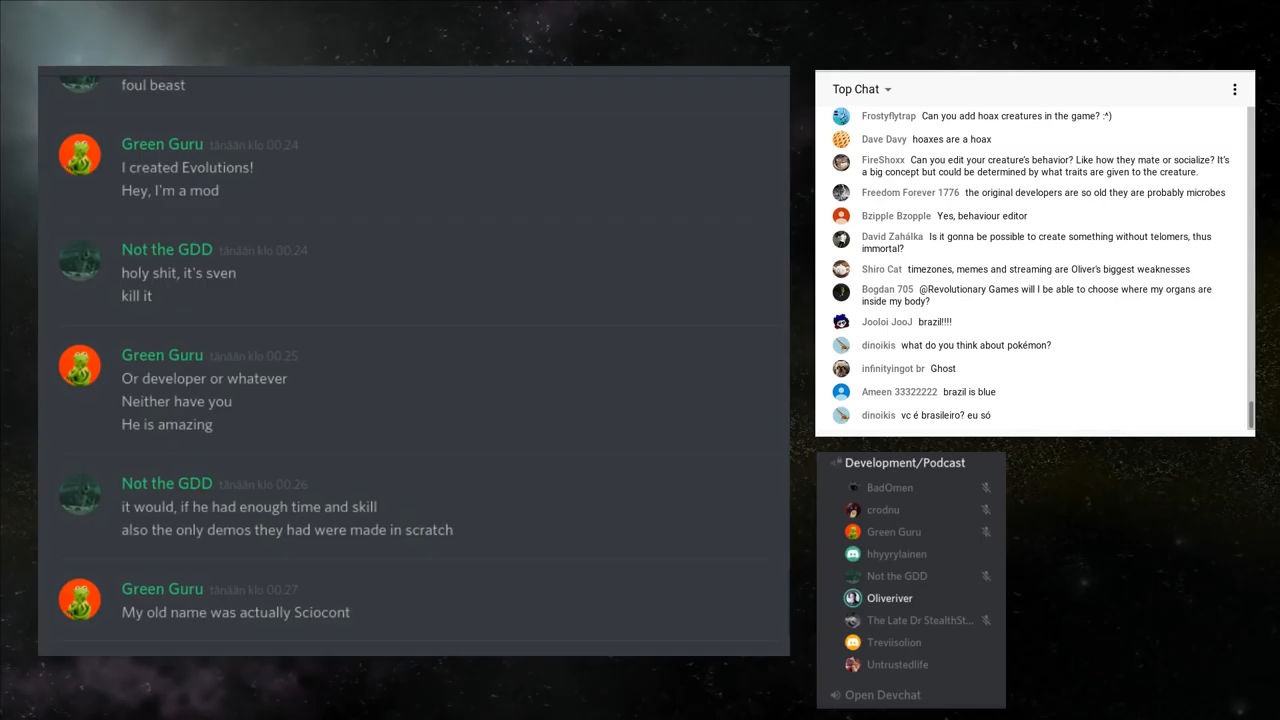 foul beast
Green Guru tänään klo 00.24
I created Evolutions!
Hey, I'm a mod
Not the GDD tänään klo 00.24
holy shit, it's sven
kill it
Green Guru tänään klo 00.25
Or developer or whatever
Neither have you
He is amazing
Not the GDD tänään klo 00.26
it would, if he had enough time and skill
also the only demos they had were made in scratch
Green Guru tänään klo 00.27
My old name was actually Sciocont
Top Chat
Frostyflytrap Can you add hoax creatures in the game? :^)
Dave Davy hoaxes are a hoax
FireShoxx Can you edit your creature's behavior? Like how they mate or socialize? It's
a big concept but could be determined by what traits are given to the creature.
Freedom Forever 1776 the original developers are so old they are probably microbes
Bzipple Bzopple Yes, behaviour editor
David Zahálka Is it gonna be possible to create something without telomers, thus
immortal?
Shiro Cat timezones, memes and streaming are Oliver's biggest weaknesses
Bogdan 705 @Revolutionary Games will I be able to choose where my organs are
inside my body?
Jooloi JooJ brazil!!!!
dinoikis what do you think about pokémon?
infinityingot br Ghost
Ameen 33322222 brazil is blue
dinoikis vc é brasileiro? eu só
Development/Podcast
BadOmen
crodnu
Green Guru
hhyyrylainen
Not the GDD
Oliveriver
The Late Dr StealthSt...
Treviisolion
Untrustedlife
Open Devchat